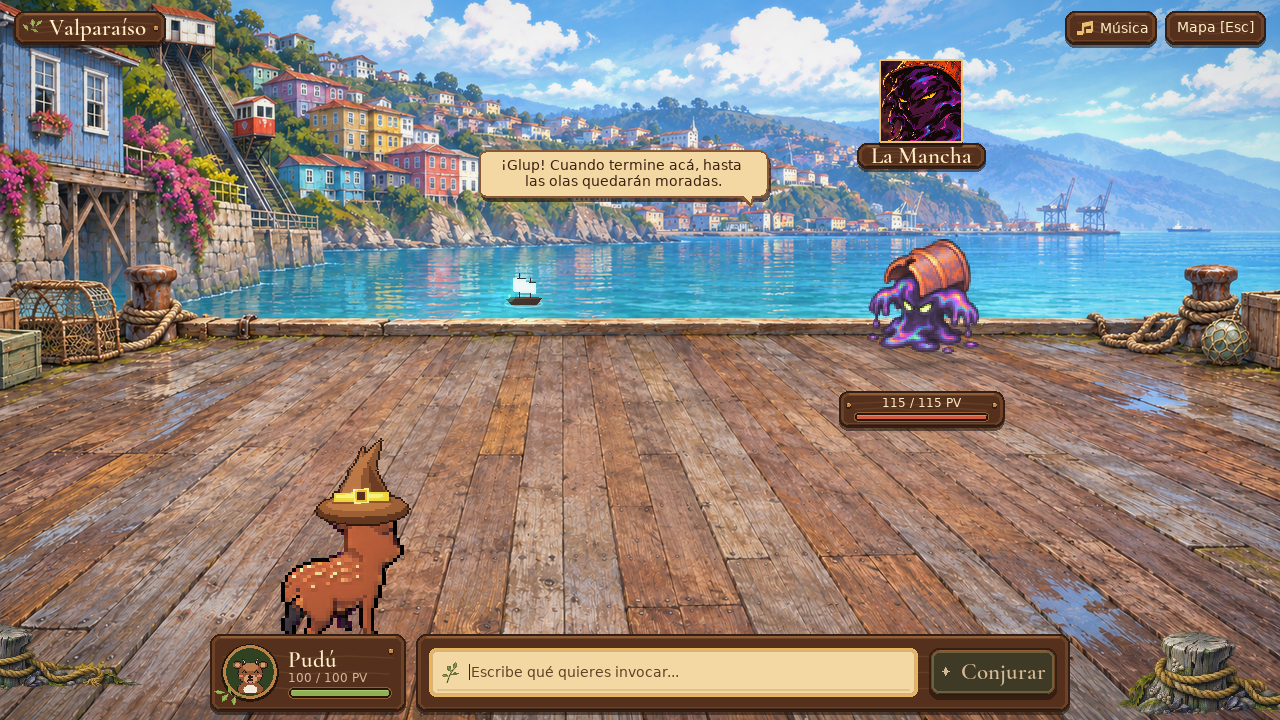 Valparaíso
Música
Mapa [Esc]
La Mancha
¡Glup! Cuando termine acá, hasta
las olas quedarán moradas.
115 / 115 PV
Pudú
100 / 100 PV
Escribe qué quieres invocar...
Conjurar